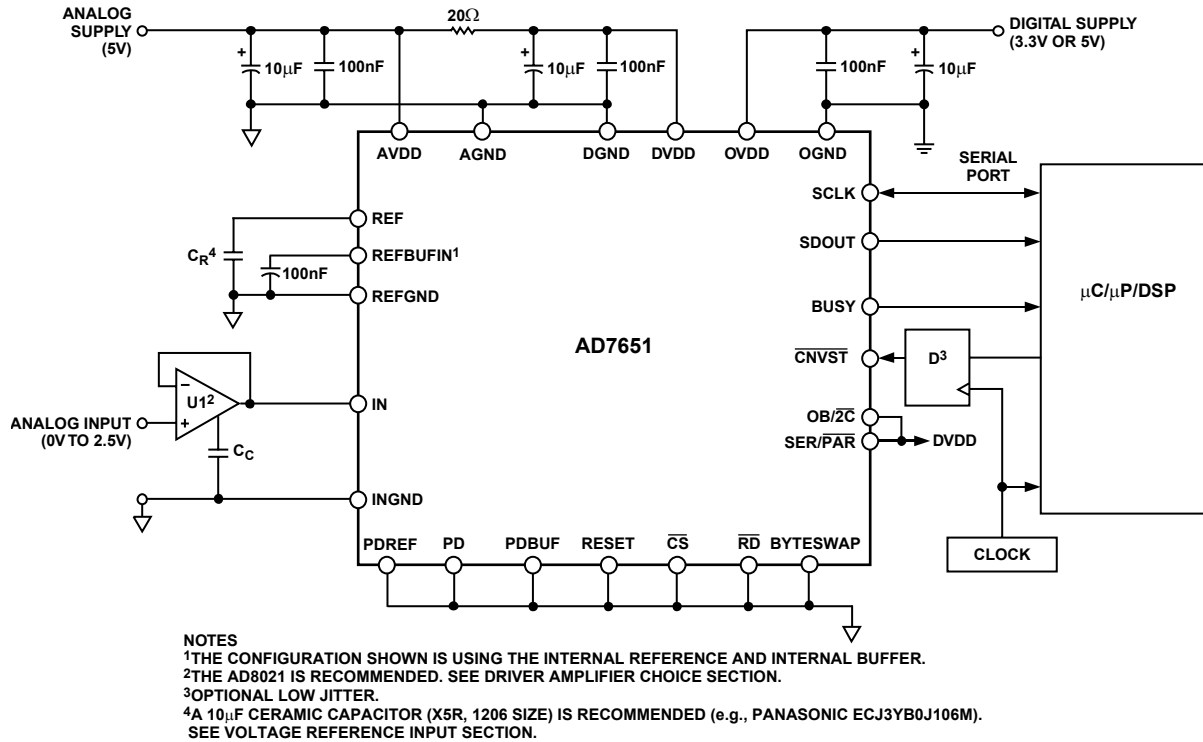 ANALOG
SUPPLY
(5V)
20Ω
DIGITAL SUPPLY
(3.3V OR 5V)
+
10μF
100nF
+
10μF
100nF
100nF
+
10μF
AVDD
AGND
DGND
DVDD
OVDD
OGND
SERIAL
PORT
SCLK
REF
CR4
REFBUFIN1
100nF
REFGND
SDOUT
BUSY
μC/μP/DSP
AD7651
CNVST
D3
–
U12
+
IN
ANALOG INPUT
(0V TO 2.5V)
CC
OB/2C
SER/PAR
DVDD
INGND
PDREF
PD
PDBUF
RESET
CS
RD
BYTESWAP
CLOCK
NOTES
1THE CONFIGURATION SHOWN IS USING THE INTERNAL REFERENCE AND INTERNAL BUFFER.
2THE AD8021 IS RECOMMENDED. SEE DRIVER AMPLIFIER CHOICE SECTION.
3OPTIONAL LOW JITTER.
4A 10μF CERAMIC CAPACITOR (X5R, 1206 SIZE) IS RECOMMENDED (e.g., PANASONIC ECJ3YB0J106M).
SEE VOLTAGE REFERENCE INPUT SECTION.